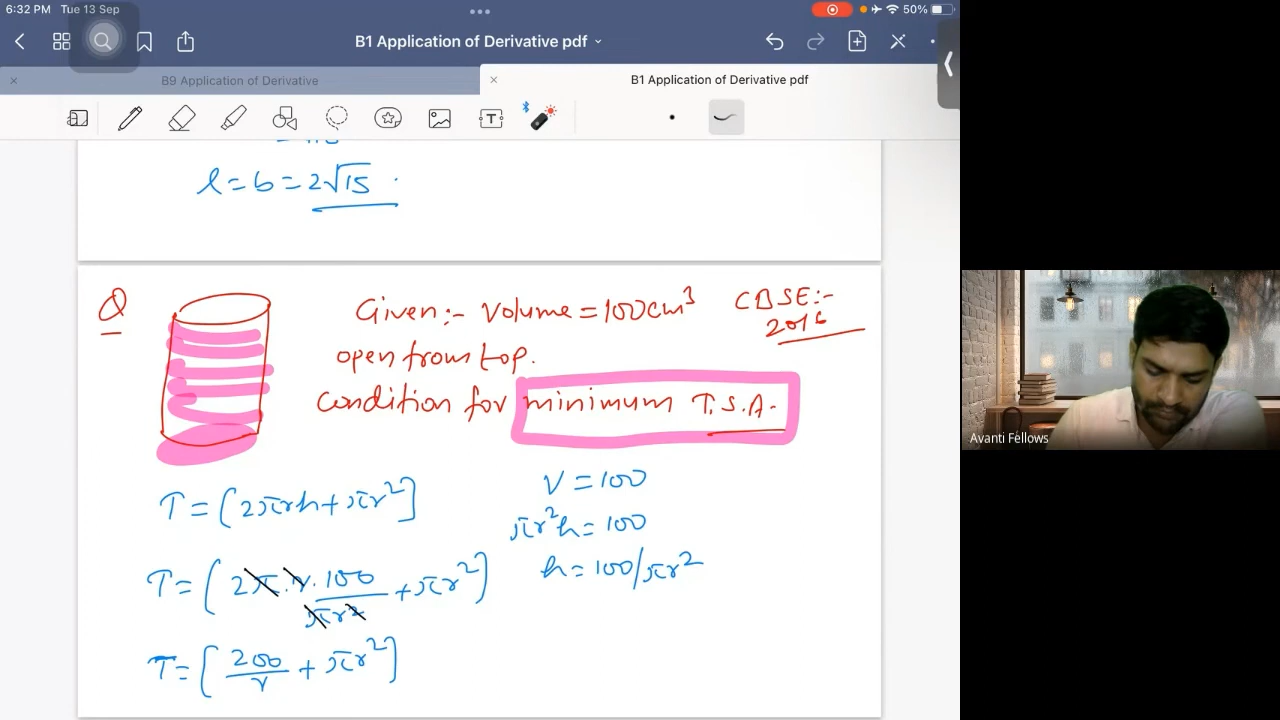 6:32 PM Tue 13 Sep
50%
B1 Application of Derivative pdf
B9 Application of Derivative
B1 Application of Derivative pdf
l = b = 2√15
Q
Given:- Volume = 100cm³
CBSE:-
2016
open from top.
condition for minimum T.S.A.
T = (2πrh + πr²]
V = 100
πr²h = 100
h = 100/πr²
T = (2π.r.100/πr² + πr²]
T = [200/r + πr²]
Avanti Fellows